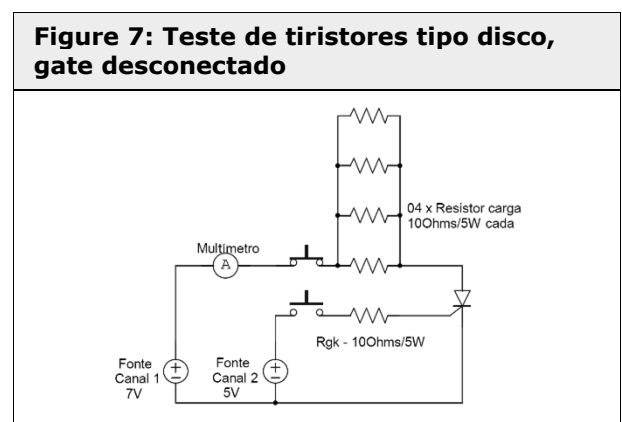 Figure 7: Teste de tiristores tipo disco,
gate desconectado
04 x Resistor carga
10Ohms/5W cada
Multimetro
A
Rgk - 10Ohms/5W
Fonte
Canal 1
7V
Fonte
Canal 2
5V